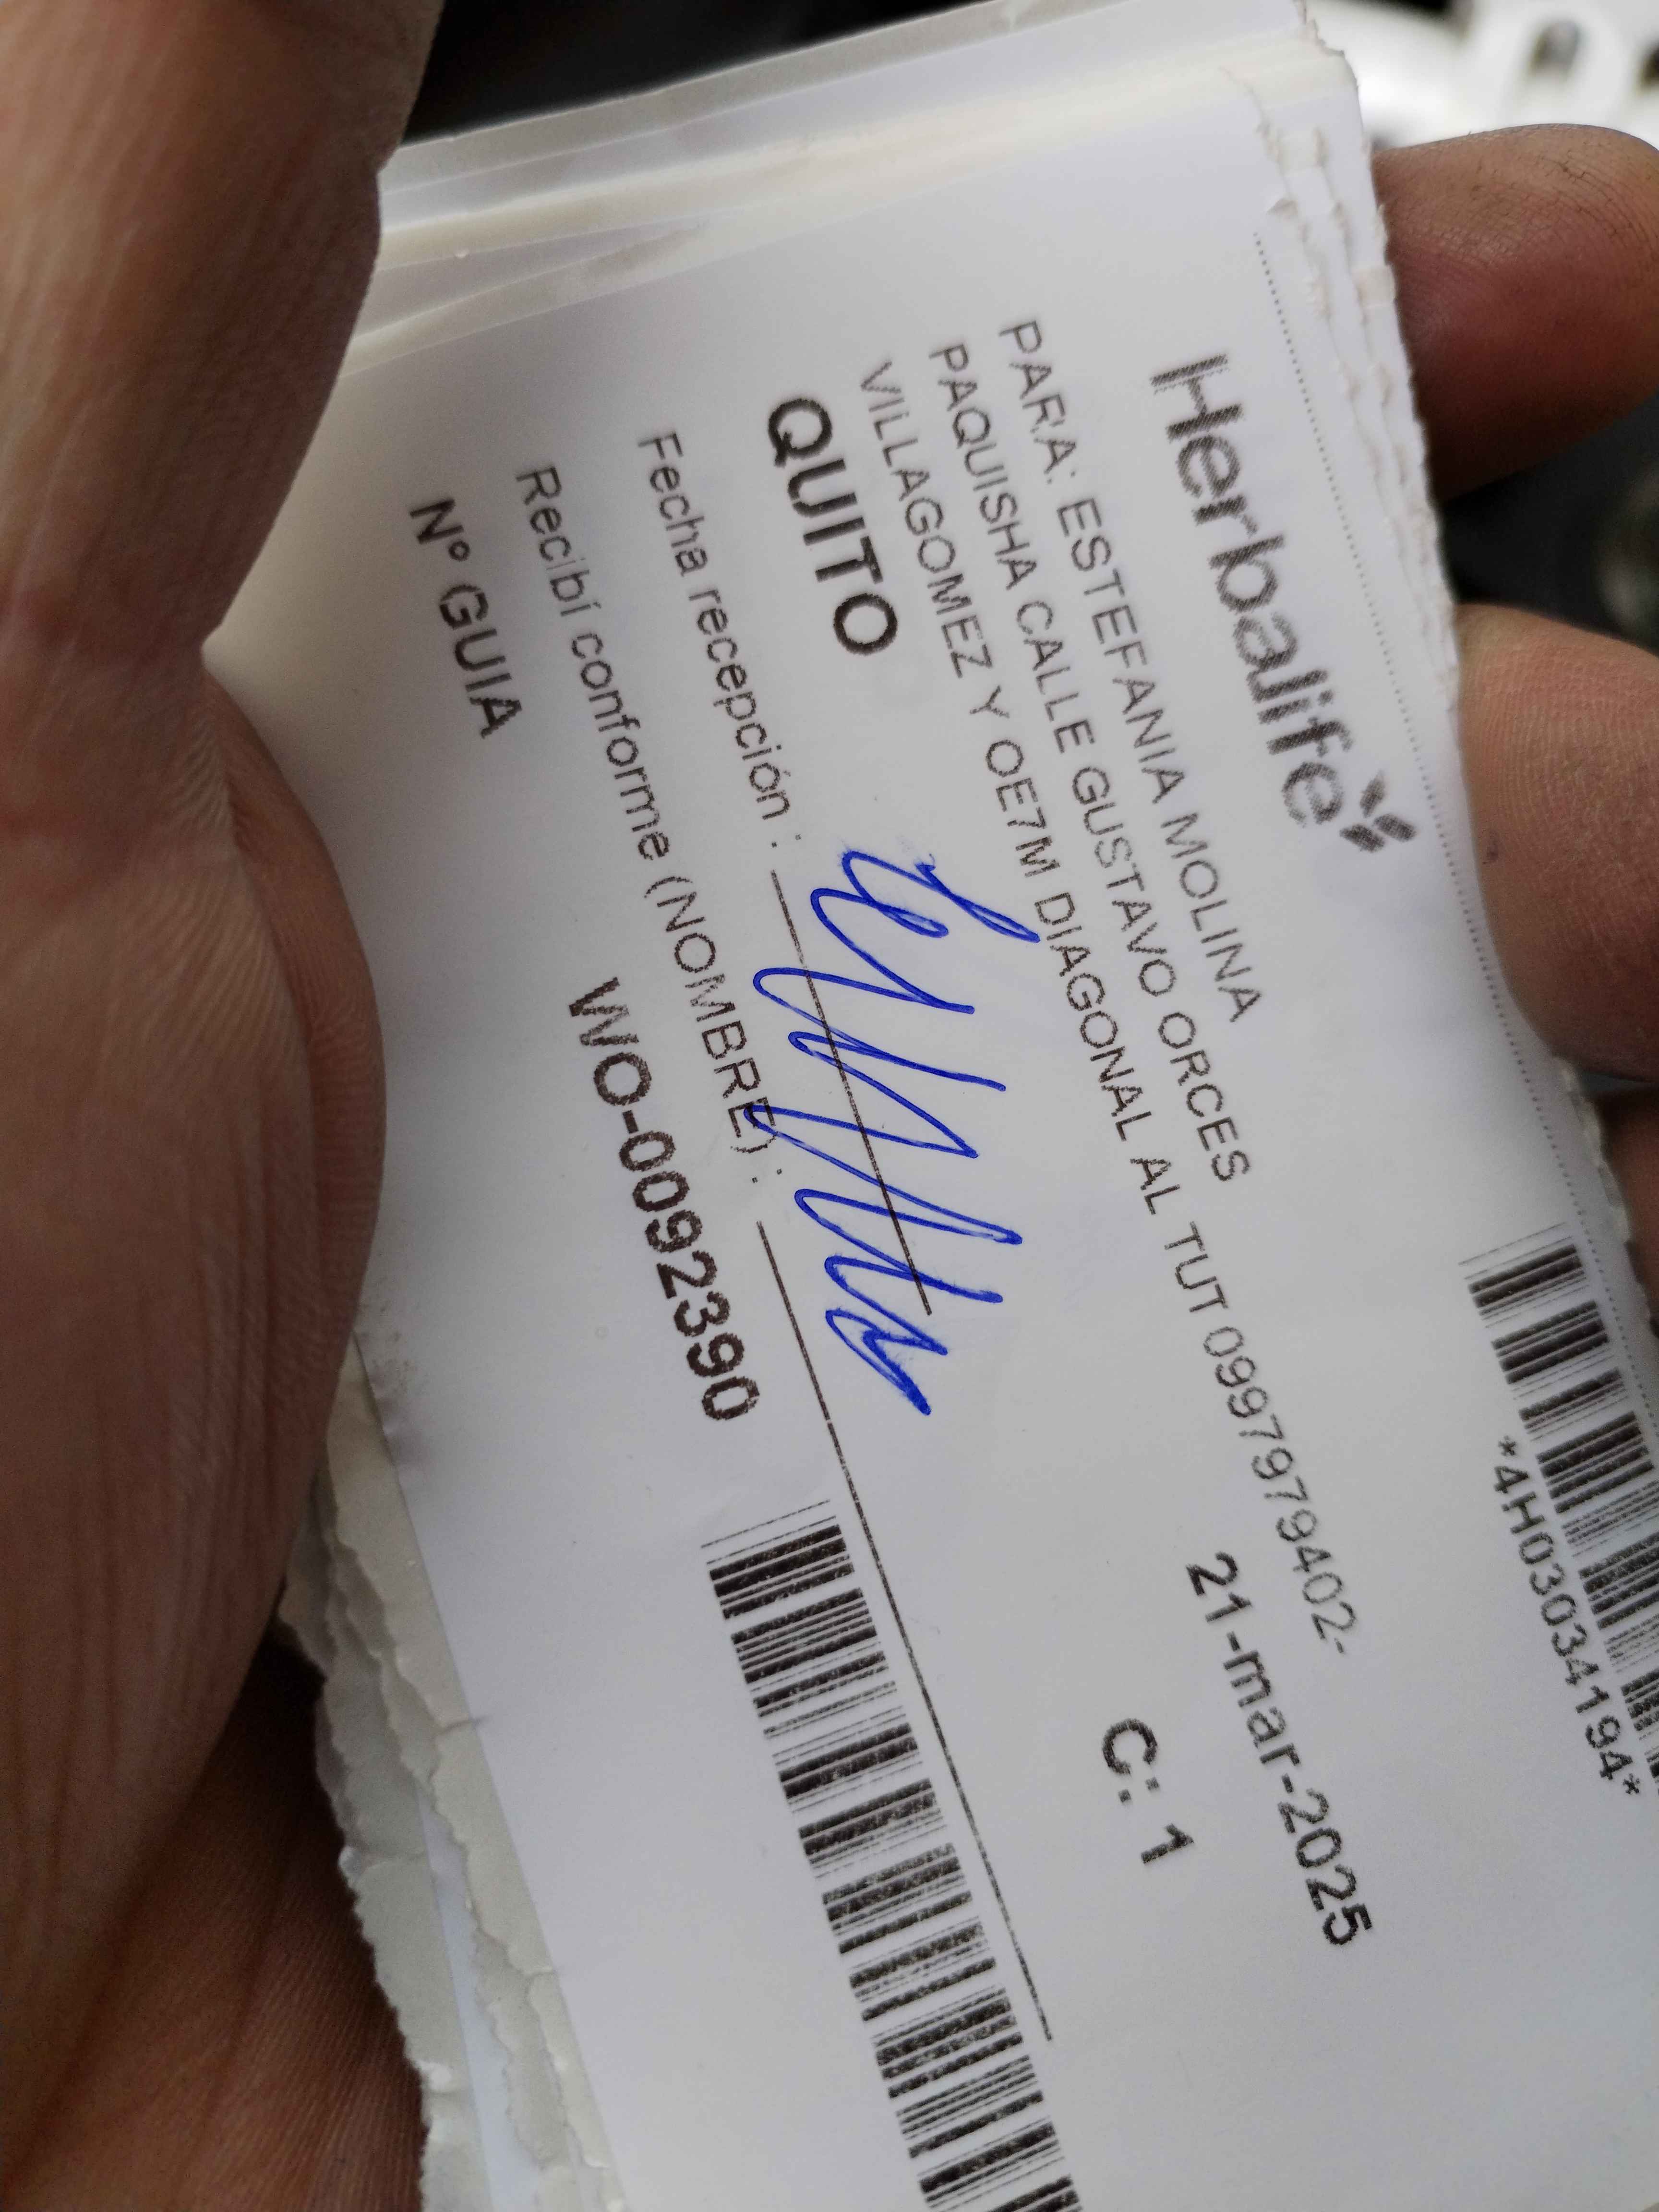 Herbalife
*4H03034194*
PARA: ESTEFANIA MOLINA
21-mar-2025
PAQUISHA CALLE GUSTAVO ORCES
VILLAGOMEZ Y OE7M DIAGONAL AL TUT 0997979402-
QUITO
C: 1
Fecha recepción :
Recibí conforme (NOMBRE) :
Nº GUIA
WO-0092390